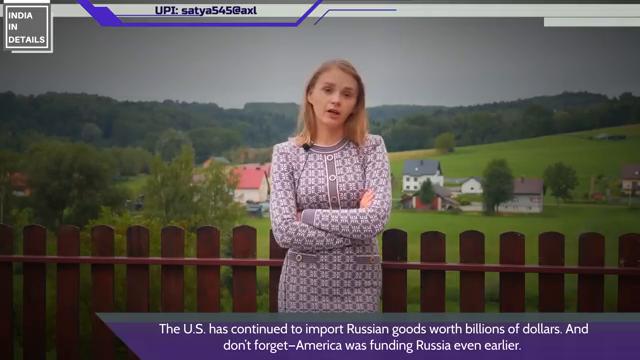 INDIA
IN
DETAILS
UPI: satya545@axl
The U.S. has continued to import Russian goods worth billions of dollars. And
don't forget—America was funding Russia even earlier.